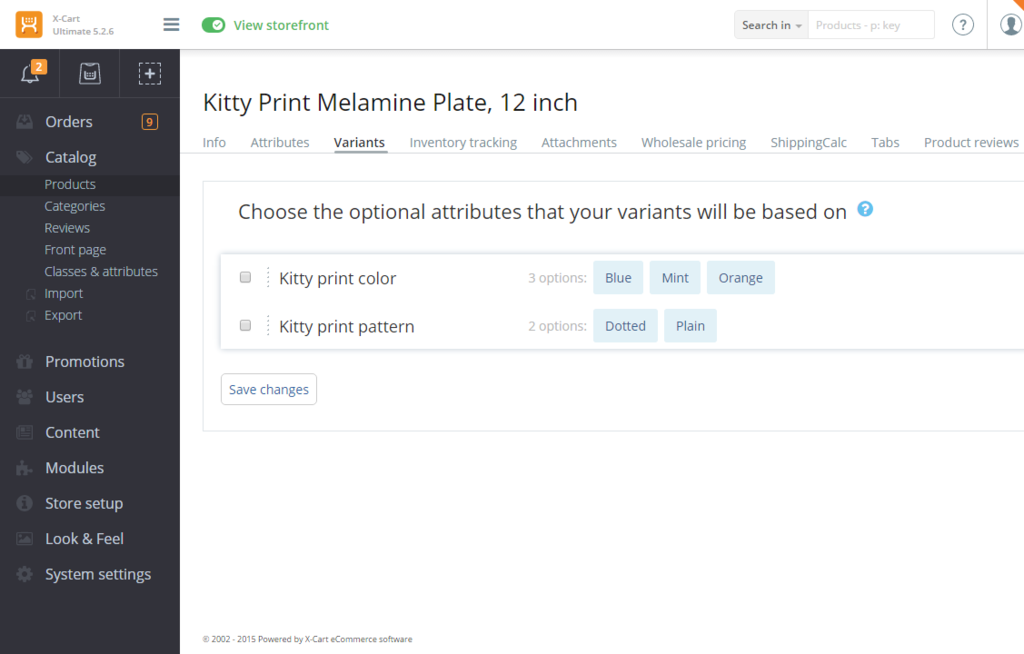 X-Cart
Ultimate 5.2.6
View storefront
Search in
Products - p: key
?
2
Orders 9
Catalog
Products
Categories
Reviews
Front page
Classes & attributes
Import
Export
Promotions
Users
Content
Modules
Store setup
Look & Feel
System settings
Kitty Print Melamine Plate, 12 inch
Info Attributes Variants Inventory tracking Attachments Wholesale pricing ShippingCalc Tabs Product reviews
Choose the optional attributes that your variants will be based on ?
Kitty print color 3 options: Blue Mint Orange
Kitty print pattern 2 options: Dotted Plain
Save changes
© 2002 - 2015 Powered by X-Cart eCommerce software